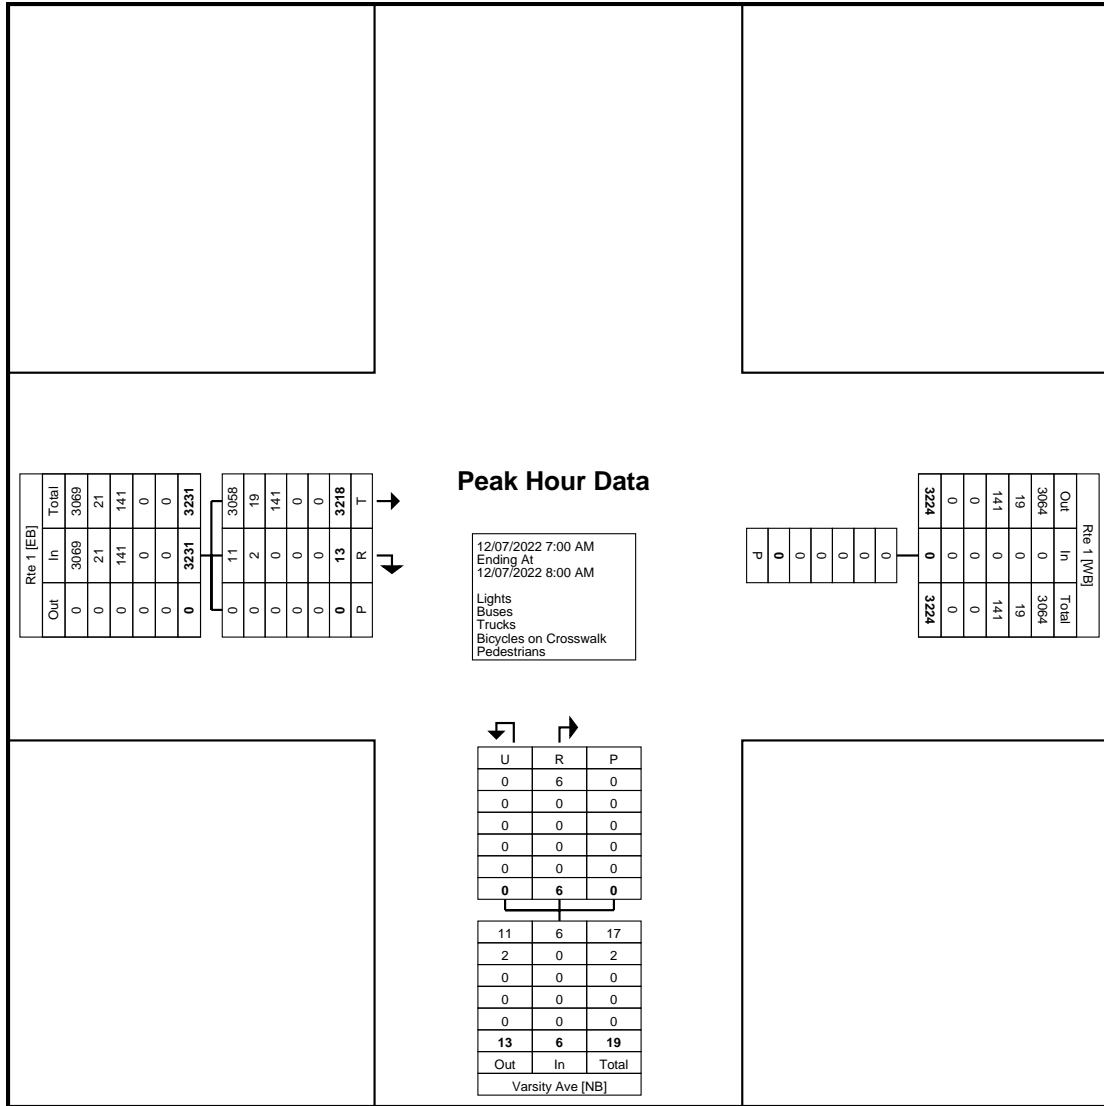 Peak Hour Data
12/07/2022 7:00 AM
Ending At
12/07/2022 8:00 AM
Lights
Buses
Trucks
Bicycles on Crosswalk
Pedestrians
Rte 1 [EB]
Total 3069 21 141 0 0 3231
In 3069 21 141 0 0 3231
Out 0 0 0 0 0 0
3058 19 141 0 0 3218 T
11 2 0 0 0 13 R
0 0 0 0 0 0 P
Rte 1 [WB]
Out 3064 19 141 0 0 3224
In 0 0 0 0 0 0
Total 3064 19 141 0 0 3224
0 0 0 0 0 0 P
U R P
0 6 0
0 0 0
0 0 0
0 0 0
0 0 0
0 6 0
11 6 17
2 0 2
0 0 0
0 0 0
0 0 0
13 6 19
Out In Total
Varsity Ave [NB]